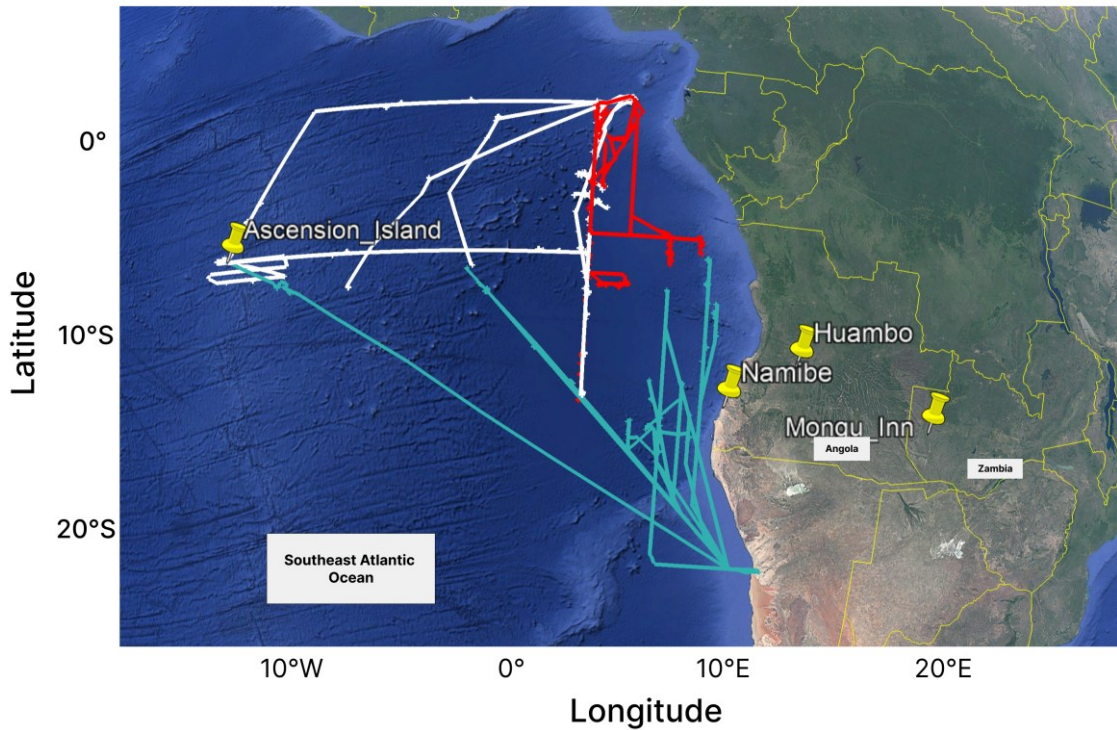 0°
Ascension_Island
10°S
Huambo
Namibe
Mongu_Inn
Angola
Zambia
20°S
Southeast Atlantic
Ocean
Latitude
10°W
0°
10°E
20°E
Longitude